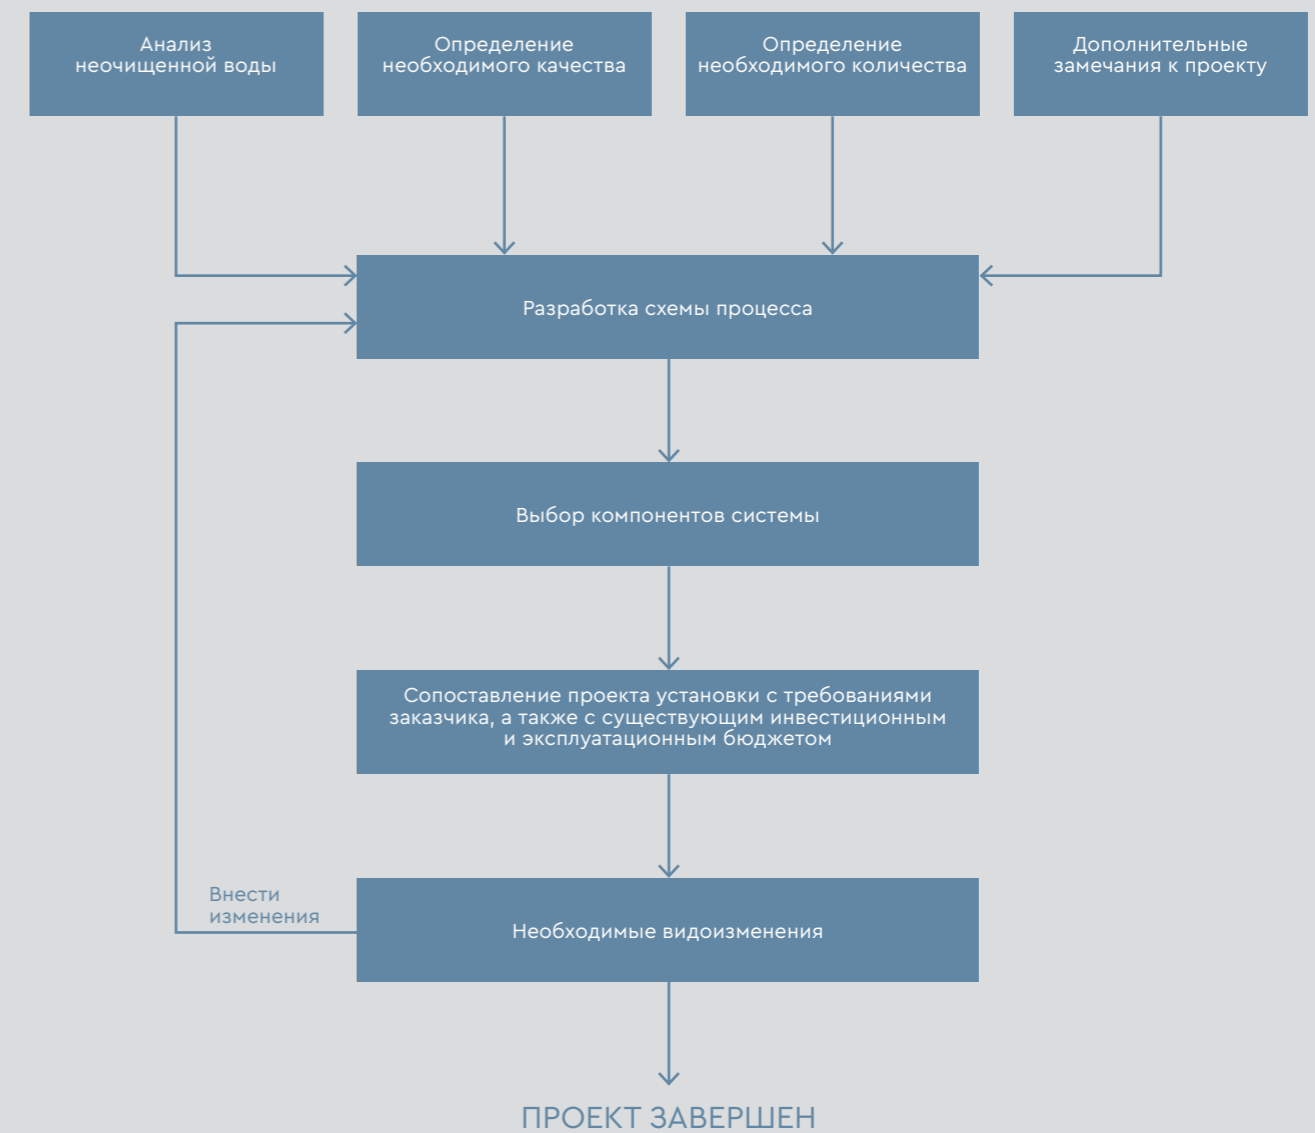 Анализ
неочищенной воды
Определение
необходимого качества
Определение
необходимого количества
Дополнительные
замечания к проекту
Разработка схемы процесса
Выбор компонентов системы
Сопоставление проекта установки с требованиями
заказчика, а также с существующим инвестиционным
и эксплуатационным бюджетом
Внести
изменения
Необходимые видоизменения
ПРОЕКТ ЗАВЕРШЕН